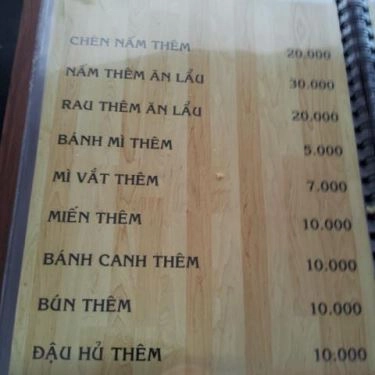 CHÉN NẤM THÊM 20.000
NẤM THÊM ĂN LẨU 30.000
RAU THÊM ĂN LẨU 20.000
BÁNH MÌ THÊM 5.000
MÌ VẮT THÊM 7.000
MIẾN THÊM 10.000
BÁNH CANH THÊM 10.000
BÚN THÊM 10.000
ĐẬU HỦ THÊM 10.000